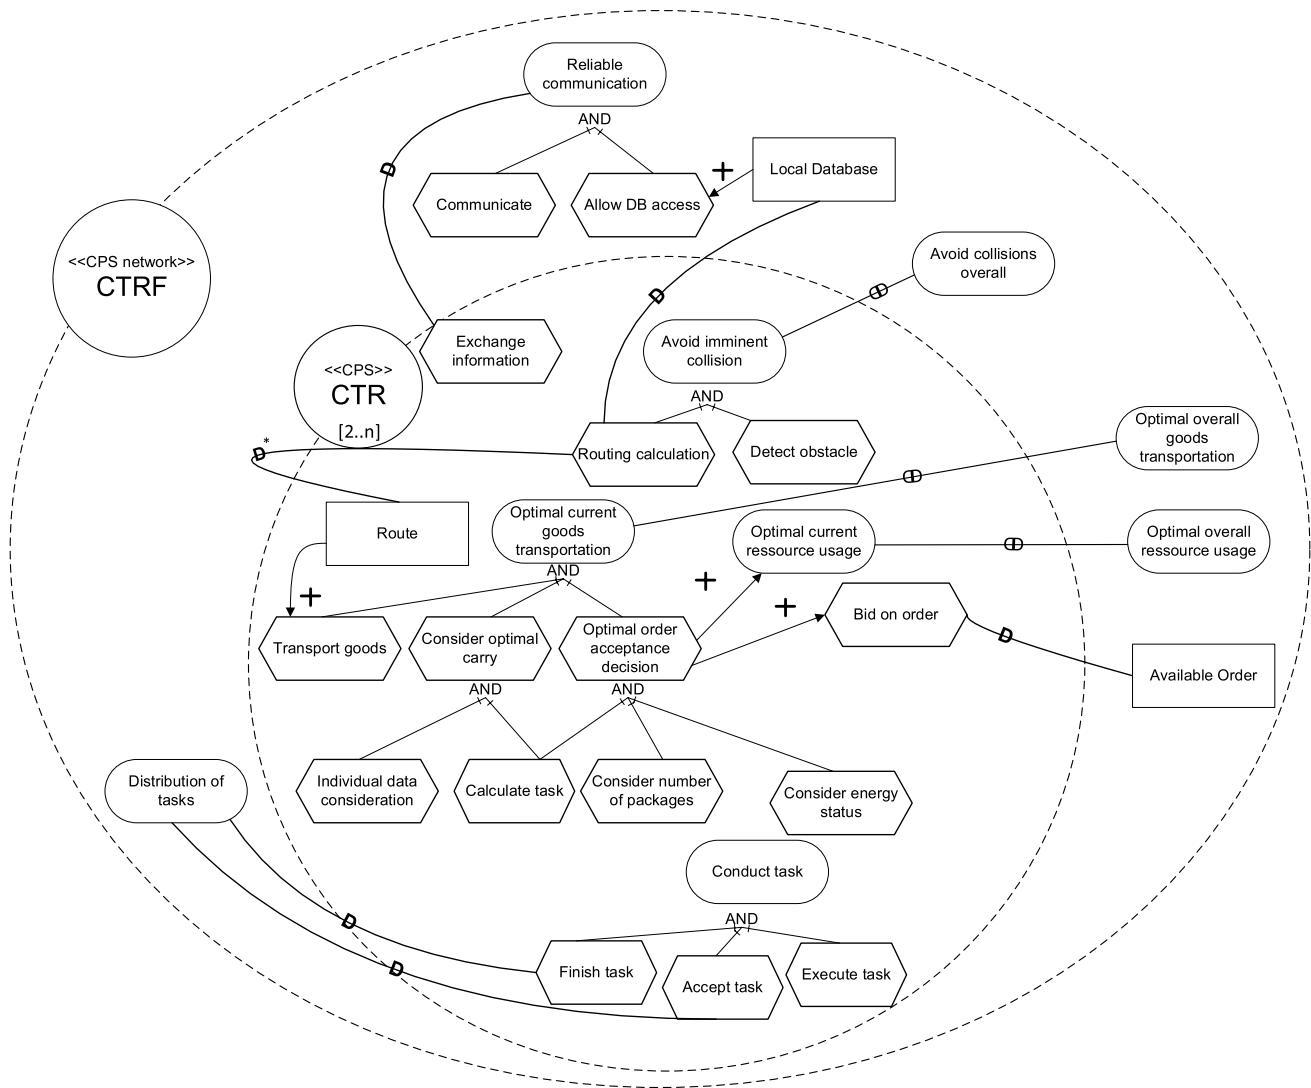 Reliable
communication
AND
D
+
Local Database
Communicate
Allow DB access
<<CPS network>>
CTRF
Avoid collisions
overall
D
Exchange
information
Avoid imminent
collision
<<CPS>>
CTR
[2..n]
AND
D*
Routing calculation
Detect obstacle
Optimal overall
goods
transportation
Route
Optimal current
goods
transportation
Optimal current
ressource usage
Optimal overall
ressource usage
AND
+
+
+
Transport goods
Consider optimal
carry
Optimal order
acceptance
decision
Bid on order
D
Available Order
AND
AND
Distribution of
tasks
Individual data
consideration
Calculate task
Consider number
of packages
Consider energy
status
Conduct task
AND
D
D
Finish task
Accept task
Execute task